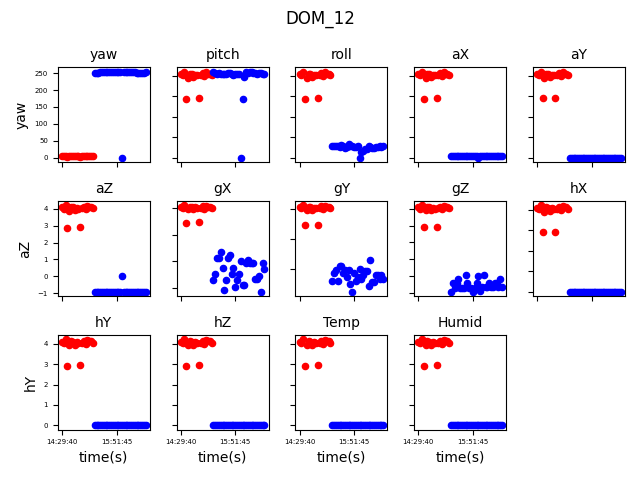 DOM_12
yaw pitch roll aX aY
yaw
250
200
150
100
50
0
aZ gX gY gZ hX
aZ
4
3
2
1
0
−1
hY hZ Temp Humid
hY
4
3
2
1
0
14:29:40 15:51:45 14:29:40 15:51:45 14:29:40 15:51:45 14:29:40 15:51:45
time(s) time(s) time(s) time(s)